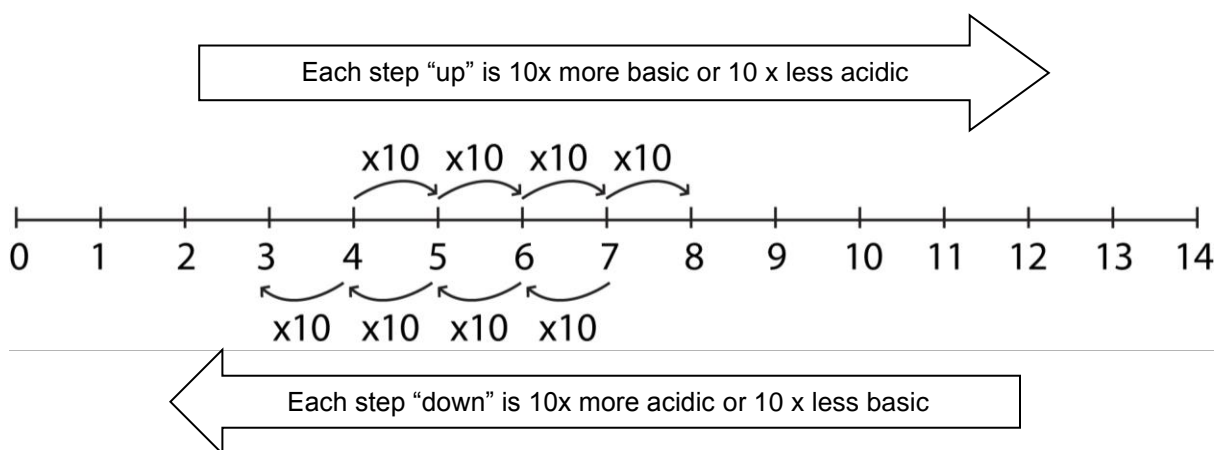 Each step “up” is 10x more basic or 10 x less acidic
x10 x10 x10 x10
0 1 2 3 4 5 6 7 8 9 10 11 12 13 14
x10 x10 x10 x10
Each step “down” is 10x more acidic or 10 x less basic